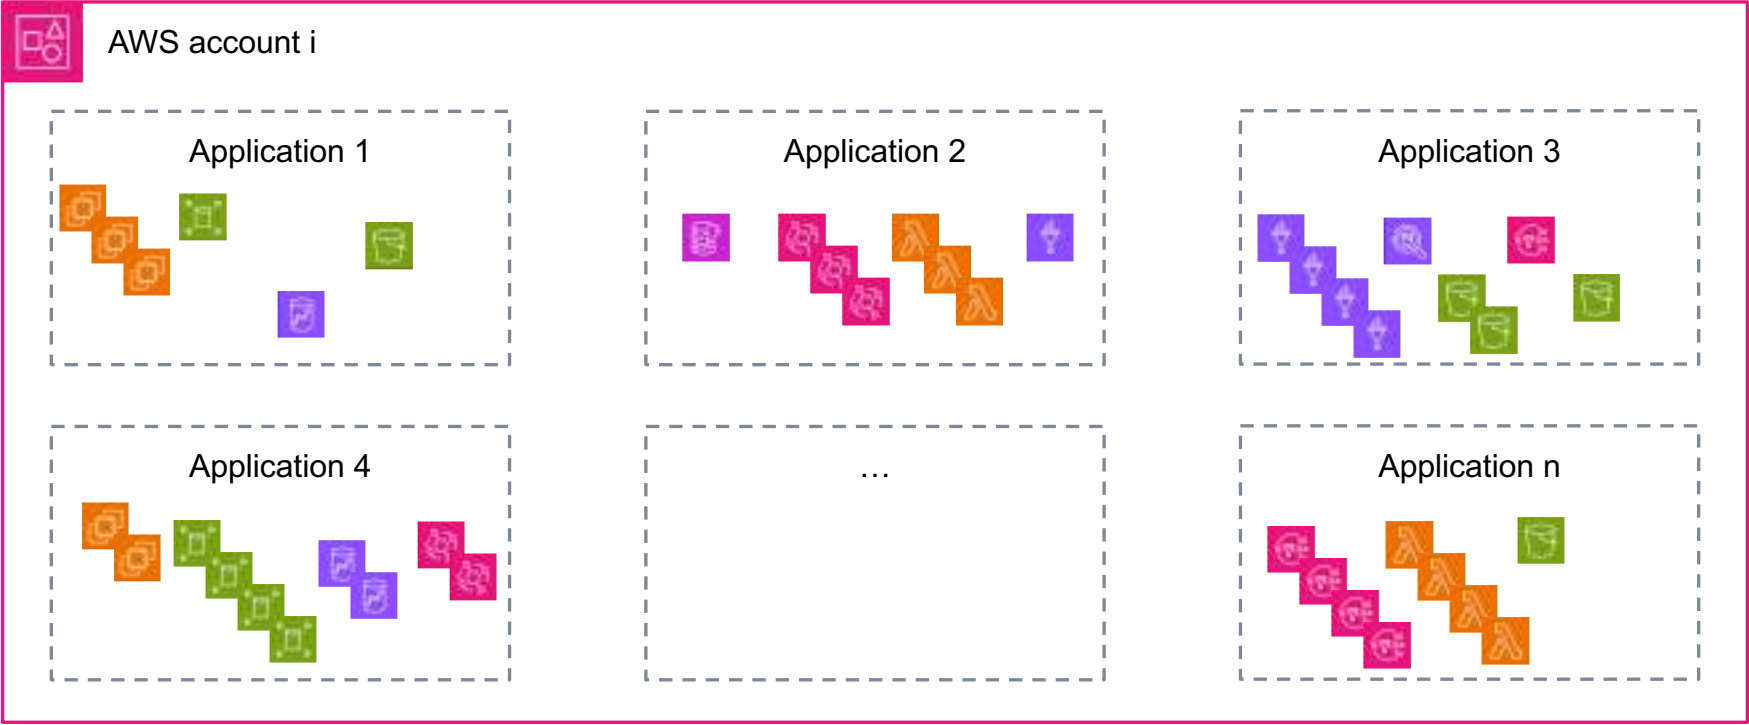 AWS account i
Application 1
Application 2
Application 3
Application 4
…
Application n